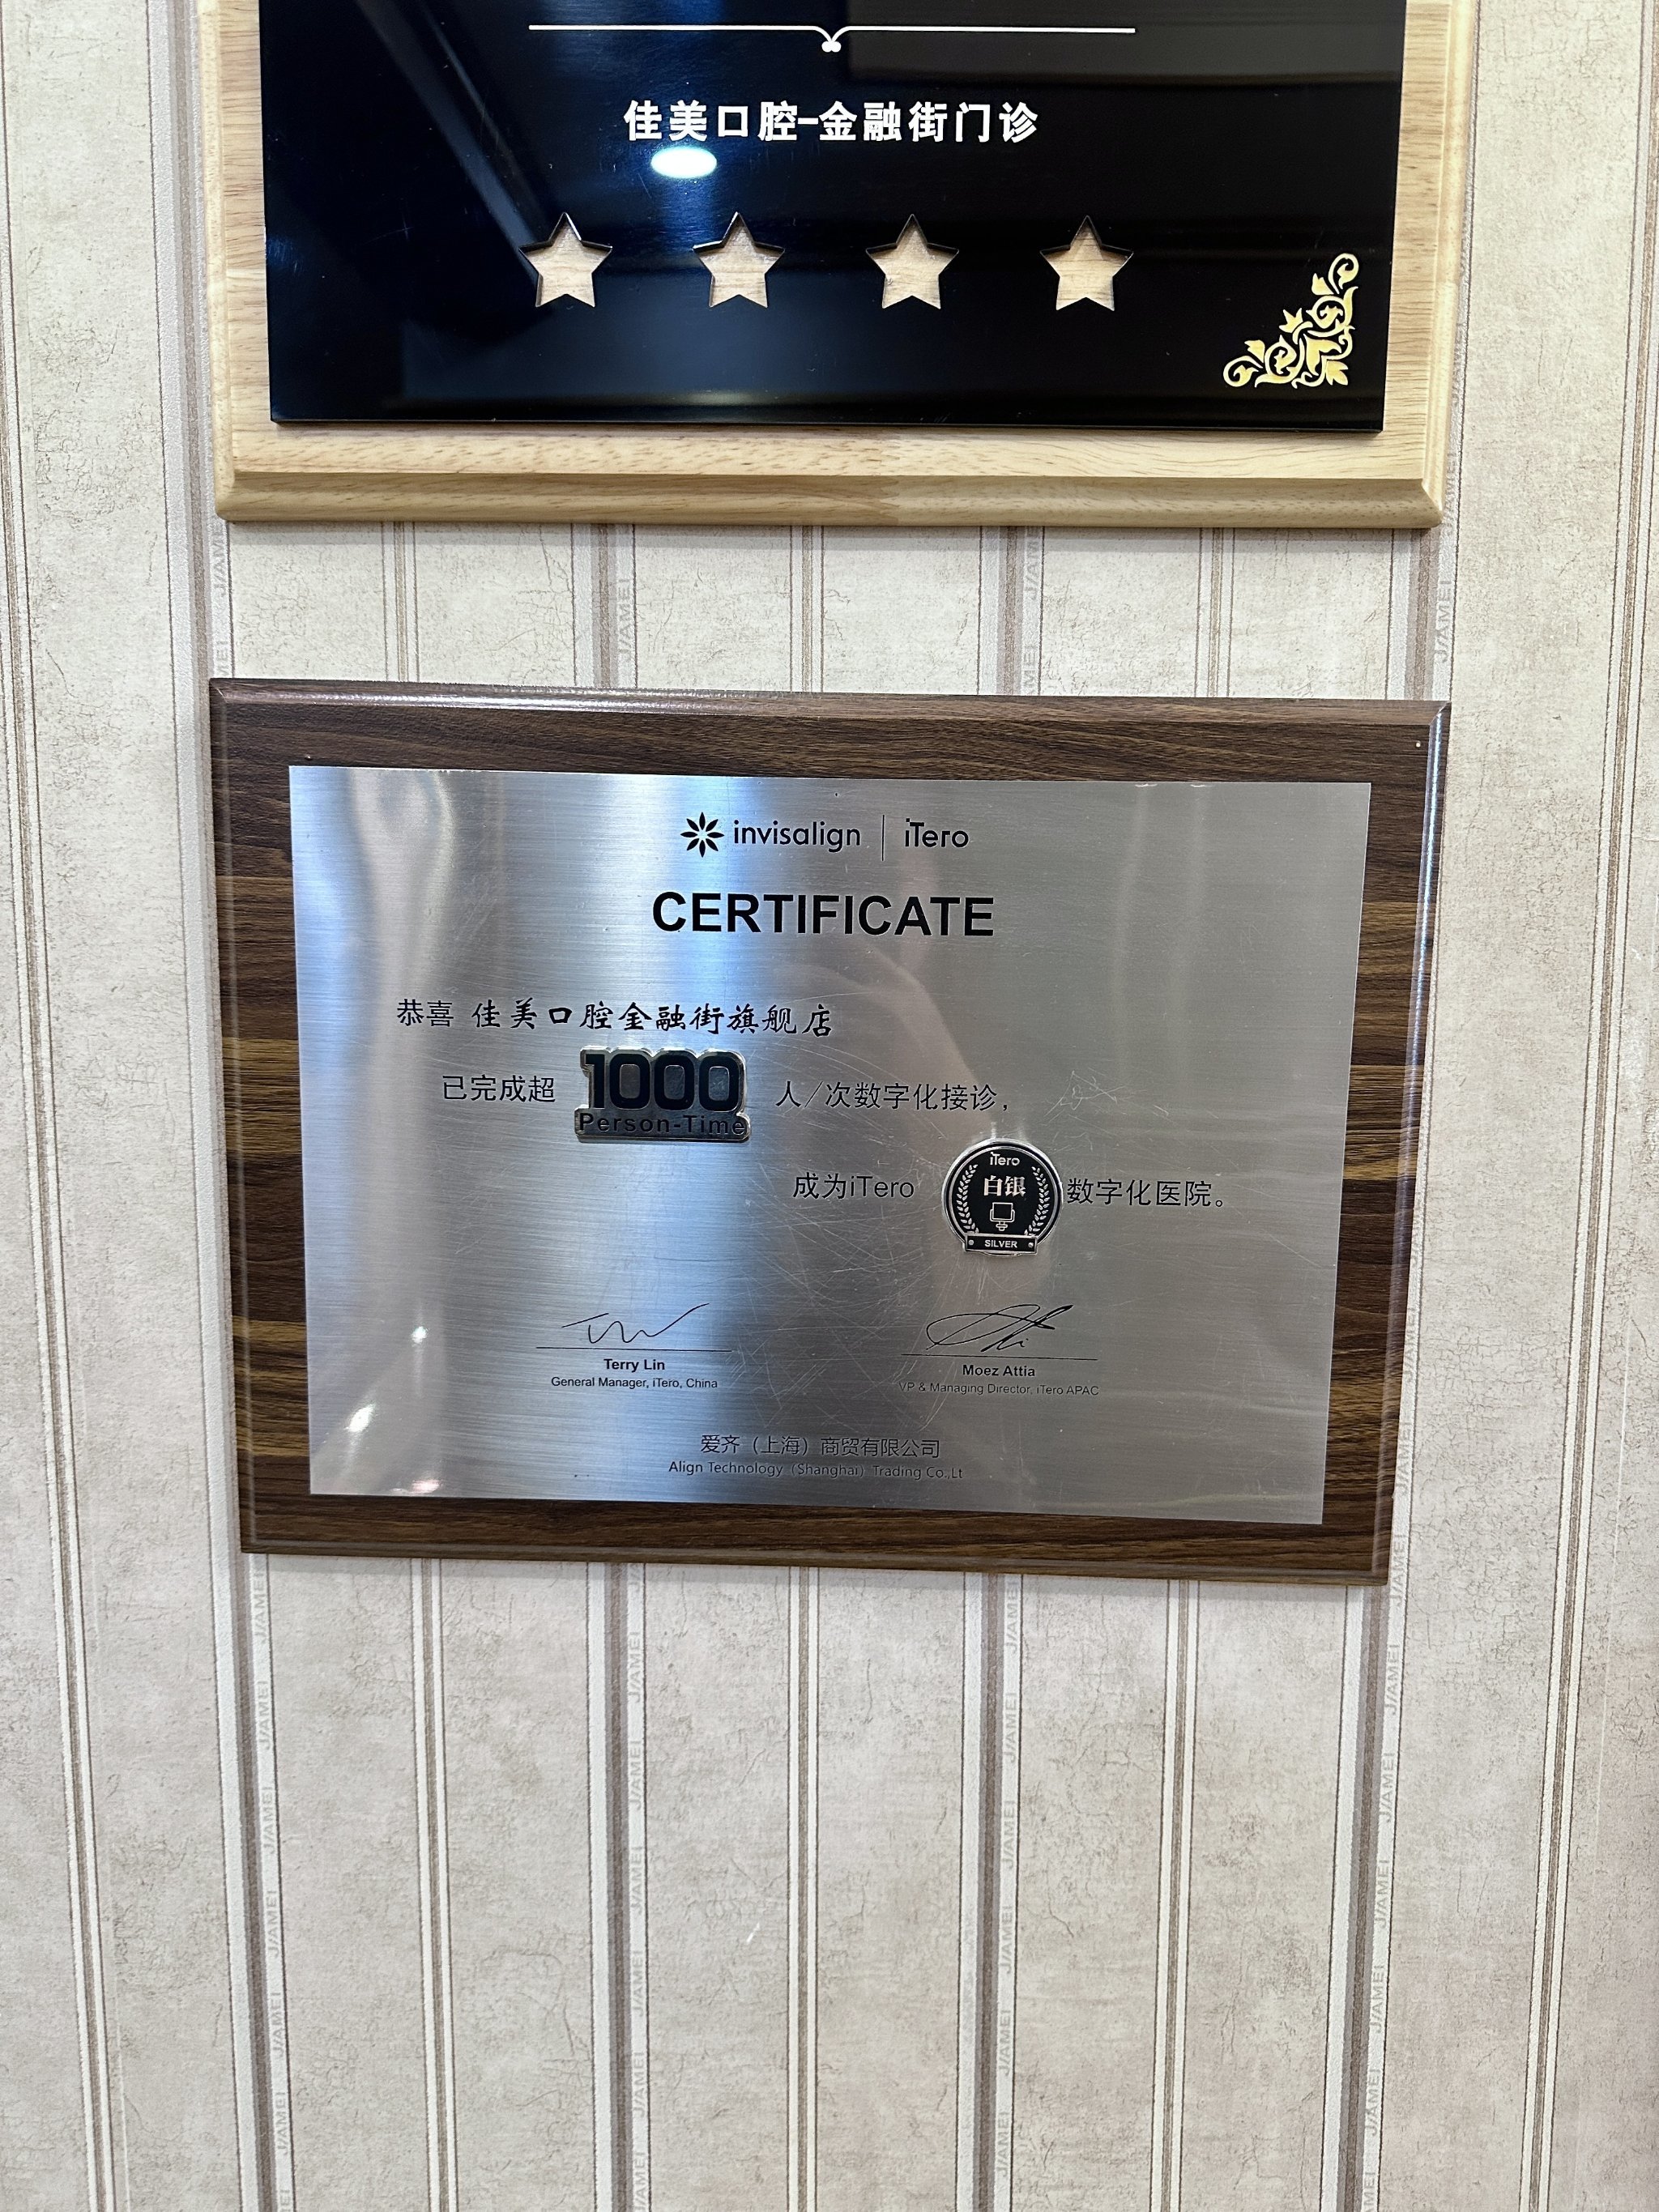 佳美口腔-金融街门诊
invisalign | iTero
CERTIFICATE
恭喜 佳美口腔金融街旗舰店
已完成超 1000 人/次数字化接诊,
Person-Time
iTero
成为iTero 白银 数字化医院。
SILVER
Terry Lin
General Manager, iTero, China
Moez Attia
VP & Managing Director, iTero APAC
爱齐（上海）商贸有限公司
Align Technology（Shanghai）Trading Co.,Lt